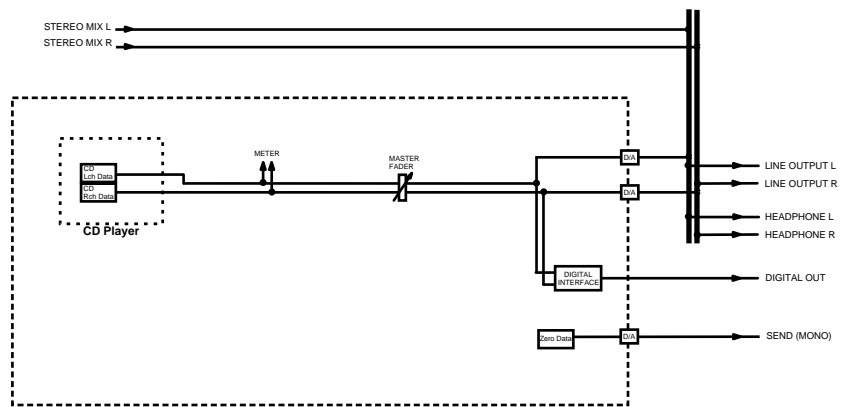 STEREO MIX L
STEREO MIX R
CD
Lch Data
CD
Rch Data
CD Player
METER
MASTER
FADER
D/A
D/A
LINE OUTPUT L
LINE OUTPUT R
HEADPHONE L
HEADPHONE R
DIGITAL
INTERFACE
DIGITAL OUT
Zero Data
D/A
SEND (MONO)